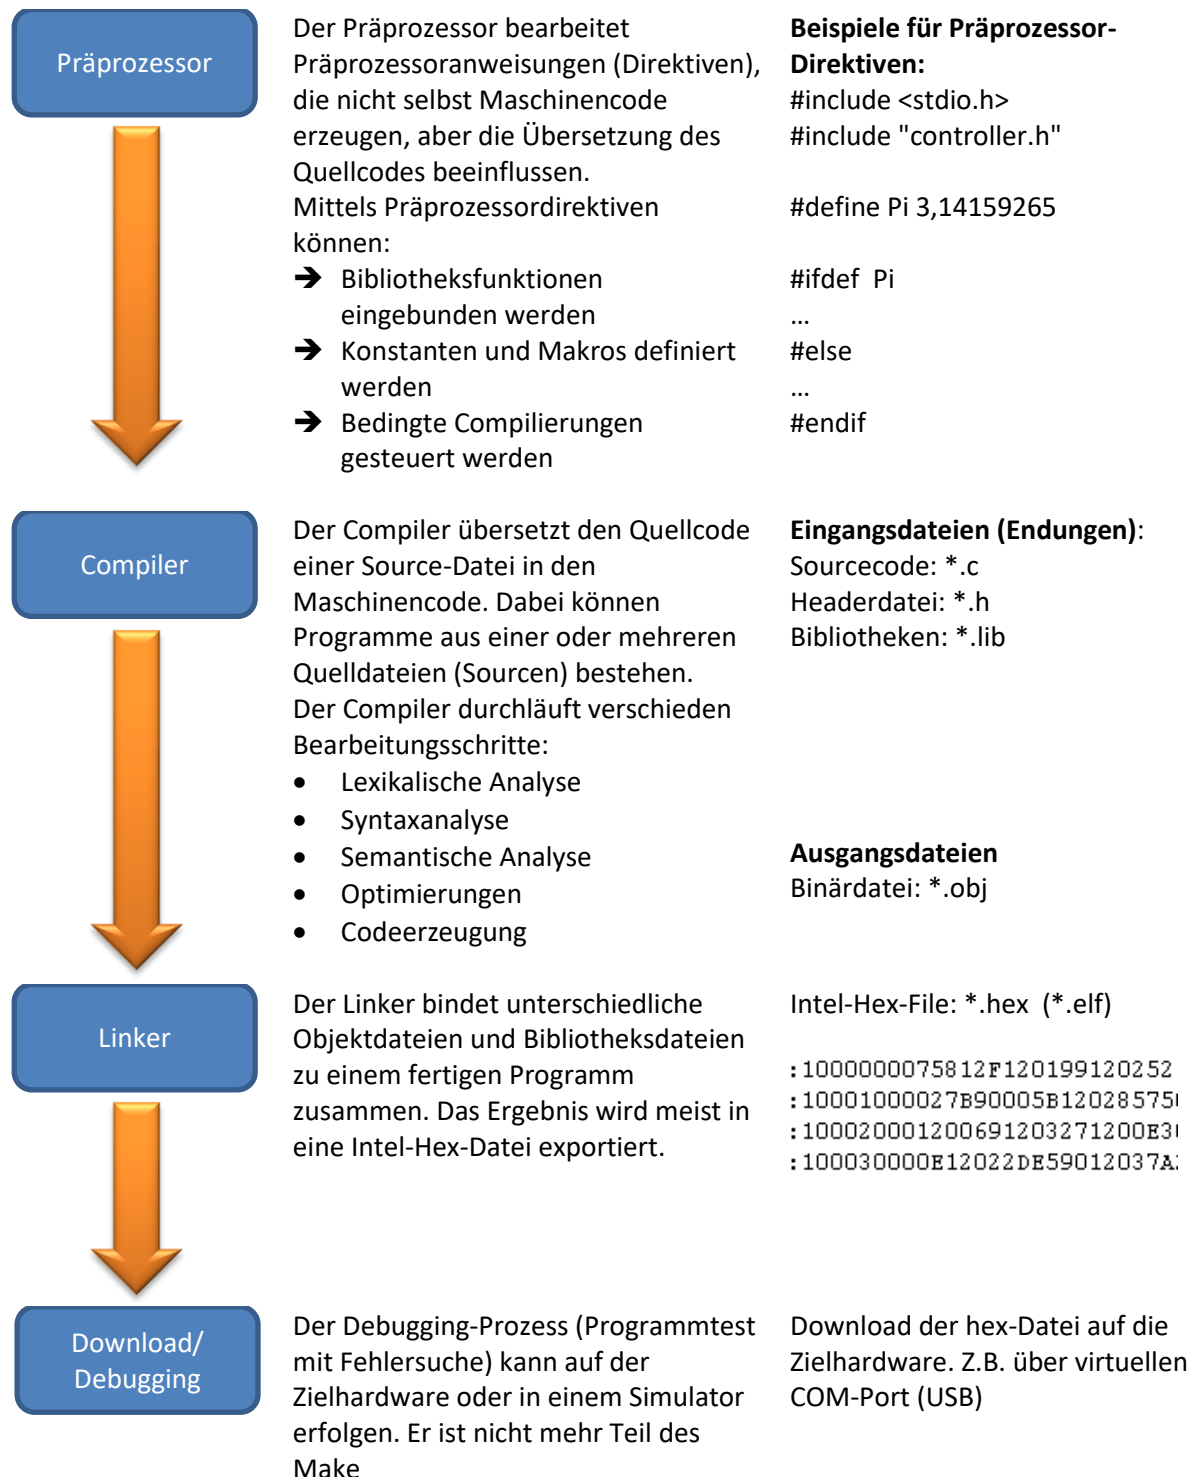 Präprozessor
Der Präprozessor bearbeitet
Präprozessoranweisungen (Direktiven),
die nicht selbst Maschinencode
erzeugen, aber die Übersetzung des
Quellcodes beeinflussen.
Mittels Präprozessordirektiven
können:
➔ Bibliotheksfunktionen
eingebunden werden
➔ Konstanten und Makros definiert
werden
➔ Bedingte Compilierungen
gesteuert werden
Beispiele für Präprozessor-
Direktiven:
#include <stdio.h>
#include "controller.h"
#define Pi 3,14159265
#ifdef Pi
…
#else
…
#endif
Compiler
Der Compiler übersetzt den Quellcode
einer Source-Datei in den
Maschinencode. Dabei können
Programme aus einer oder mehreren
Quelldateien (Sourcen) bestehen.
Der Compiler durchläuft verschieden
Bearbeitungsschritte:
• Lexikalische Analyse
• Syntaxanalyse
• Semantische Analyse
• Optimierungen
• Codeerzeugung
Eingangsdateien (Endungen):
Sourcecode: *.c
Headerdatei: *.h
Bibliotheken: *.lib
Ausgangsdateien
Binärdatei: *.obj
Linker
Der Linker bindet unterschiedliche
Objektdateien und Bibliotheksdateien
zu einem fertigen Programm
zusammen. Das Ergebnis wird meist in
eine Intel-Hex-Datei exportiert.
Intel-Hex-File: *.hex (*.elf)
:1000000075812F120199120252
:10001000027B90005B120285750
:1000200012006912032712​00E30
:100030000E12022DE59012037A
Download/
Debugging
Der Debugging-Prozess (Programmtest
mit Fehlersuche) kann auf der
Zielhardware oder in einem Simulator
erfolgen. Er ist nicht mehr Teil des
Make
Download der hex-Datei auf die
Zielhardware. Z.B. über virtuellen
COM-Port (USB)